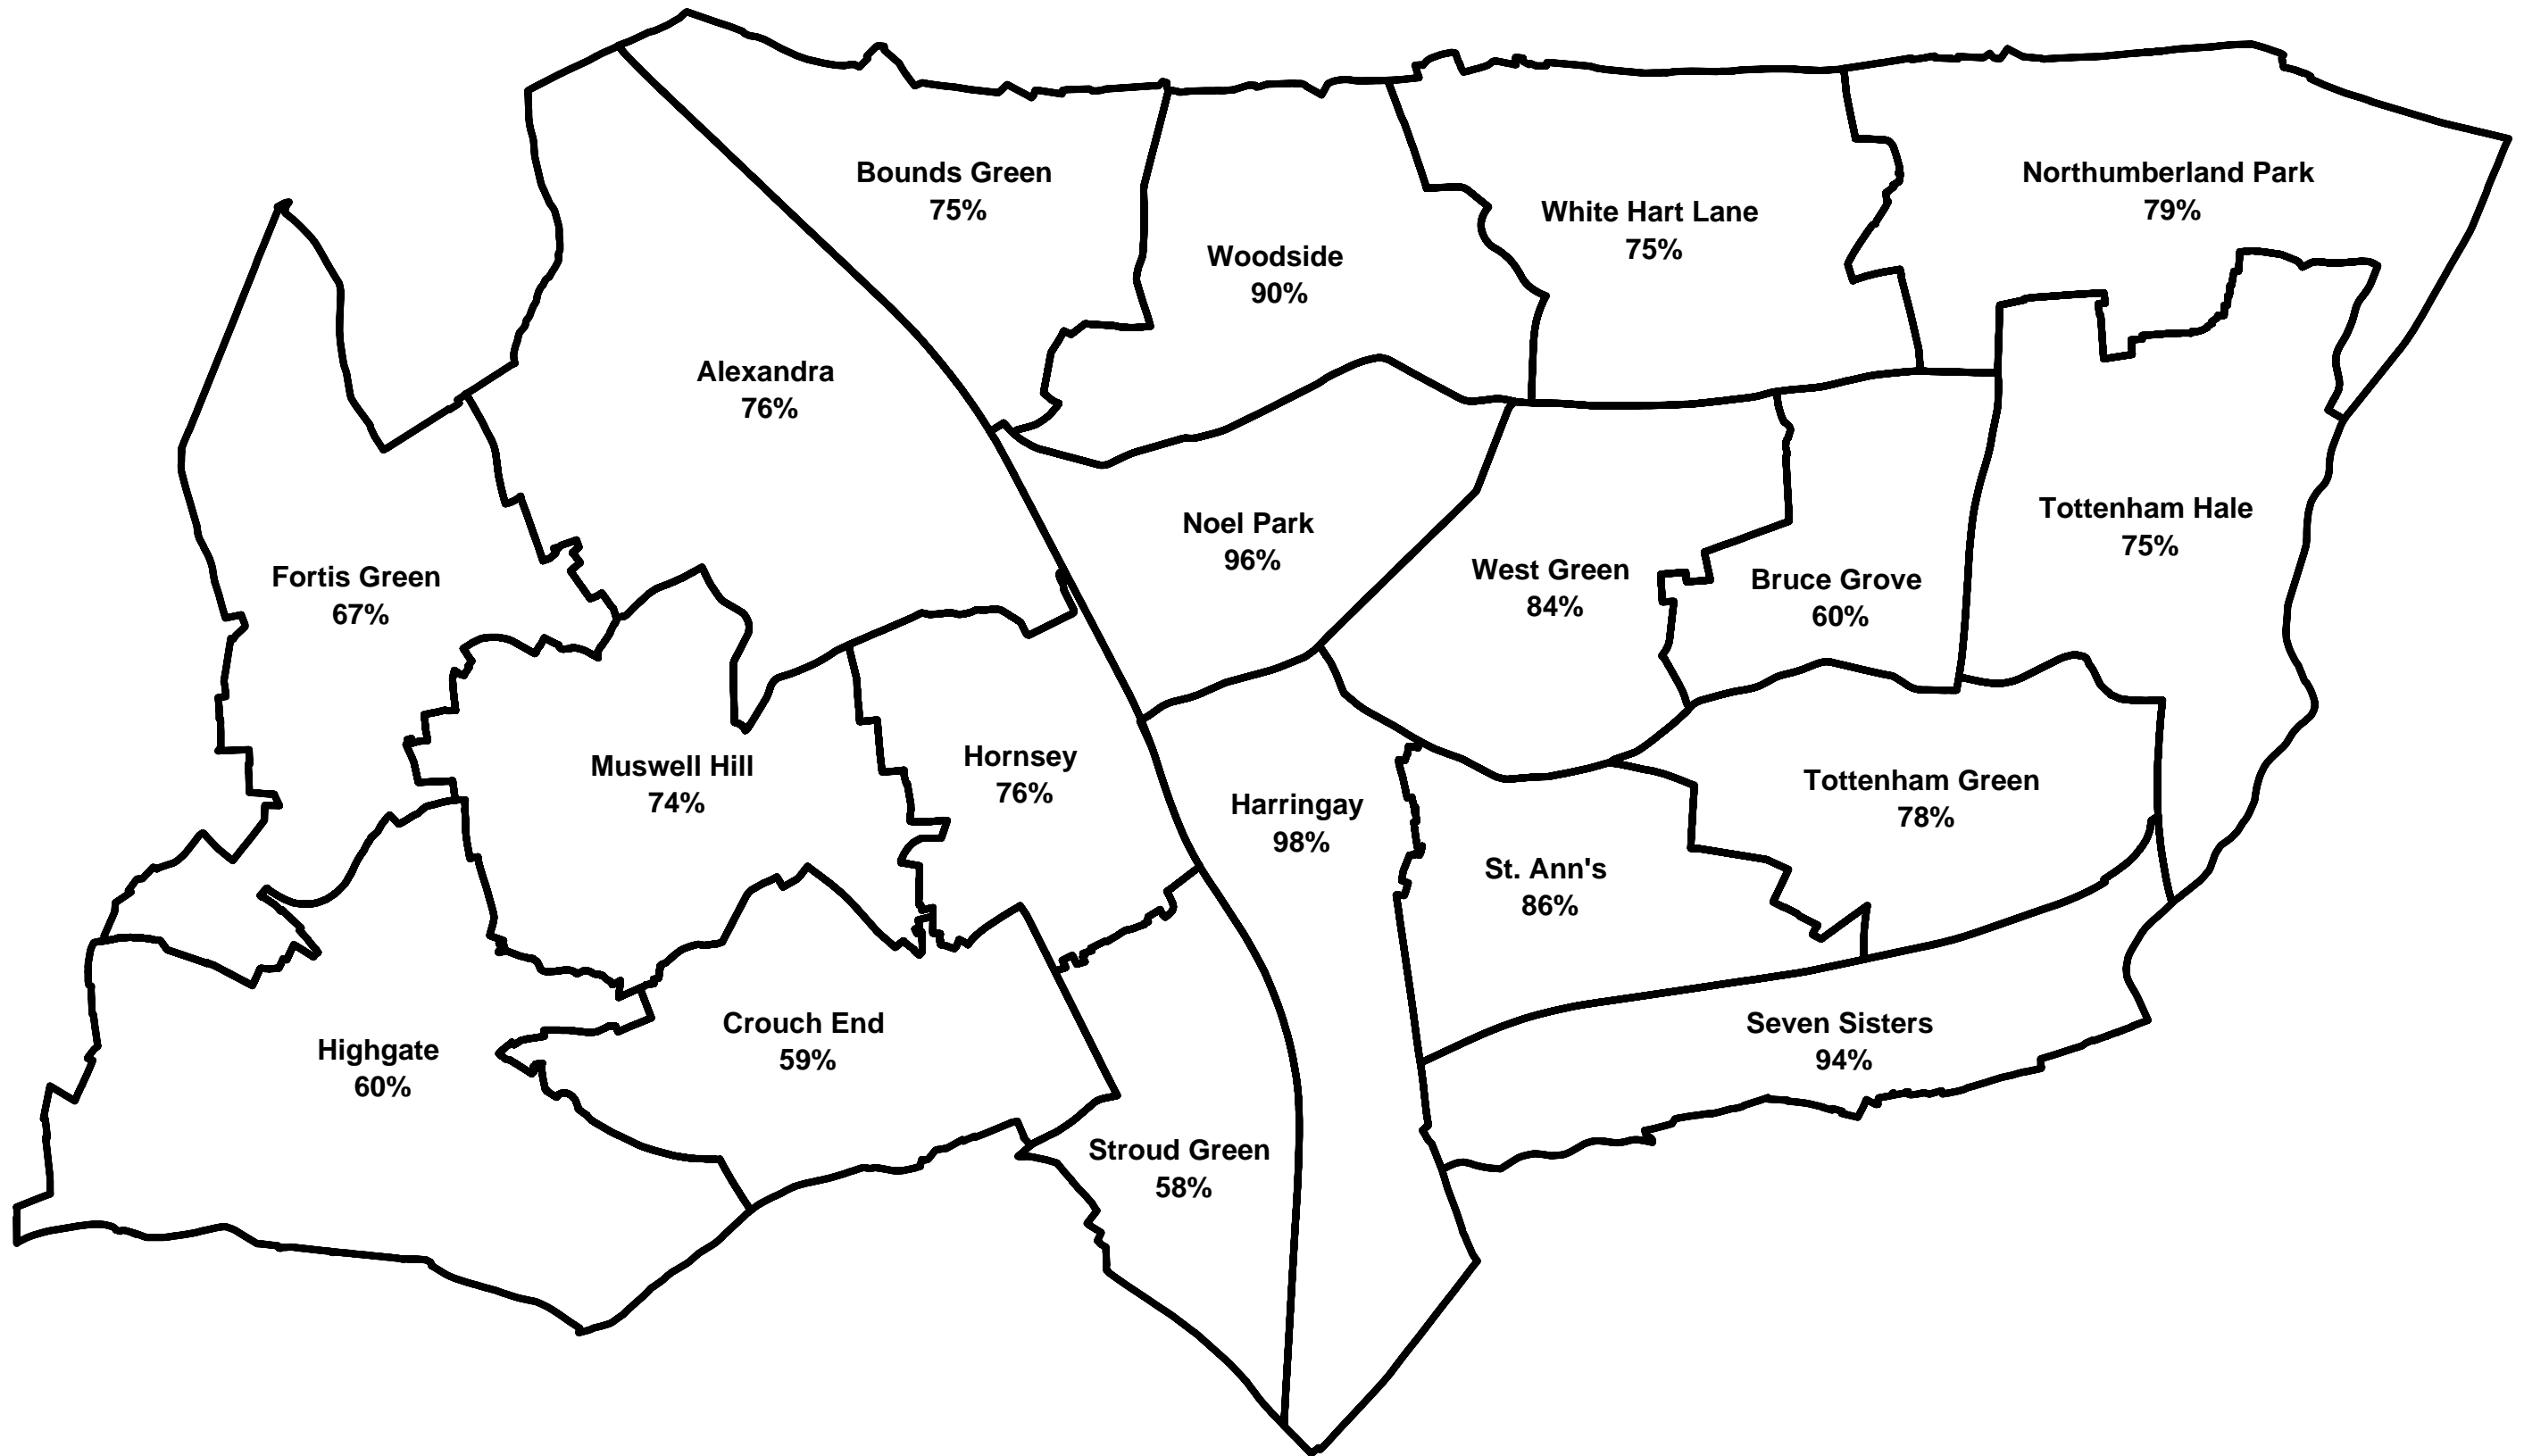 Bounds Green
75%
Northumberland Park
79%
White Hart Lane
75%
Woodside
90%
Alexandra
76%
Tottenham Hale
75%
Noel Park
96%
West Green
84%
Fortis Green
67%
Bruce Grove
60%
Hornsey
76%
Muswell Hill
74%
Tottenham Green
78%
Harringay
98%
St. Ann's
86%
Crouch End
59%
Seven Sisters
94%
Highgate
60%
Stroud Green
58%